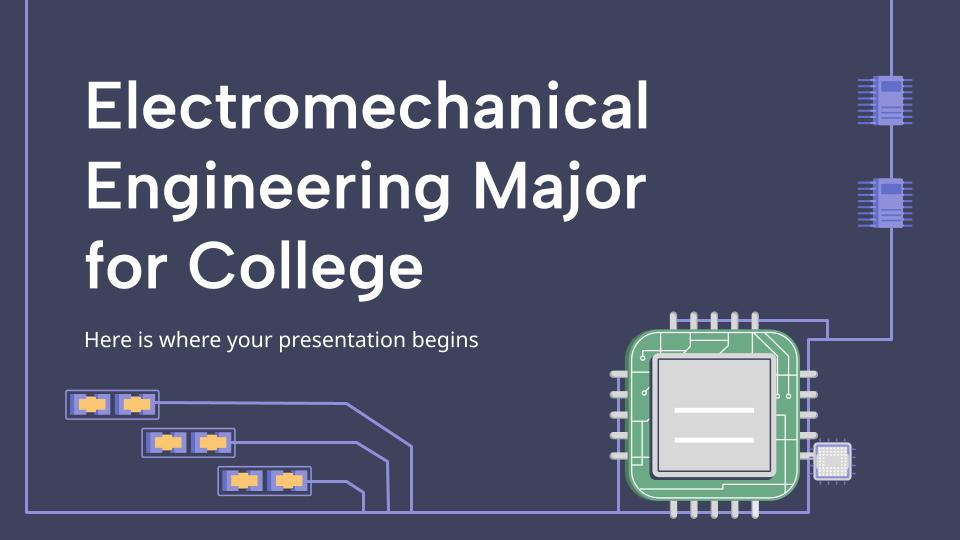 Electromechanical
Engineering Major
for College
Here is where your presentation begins